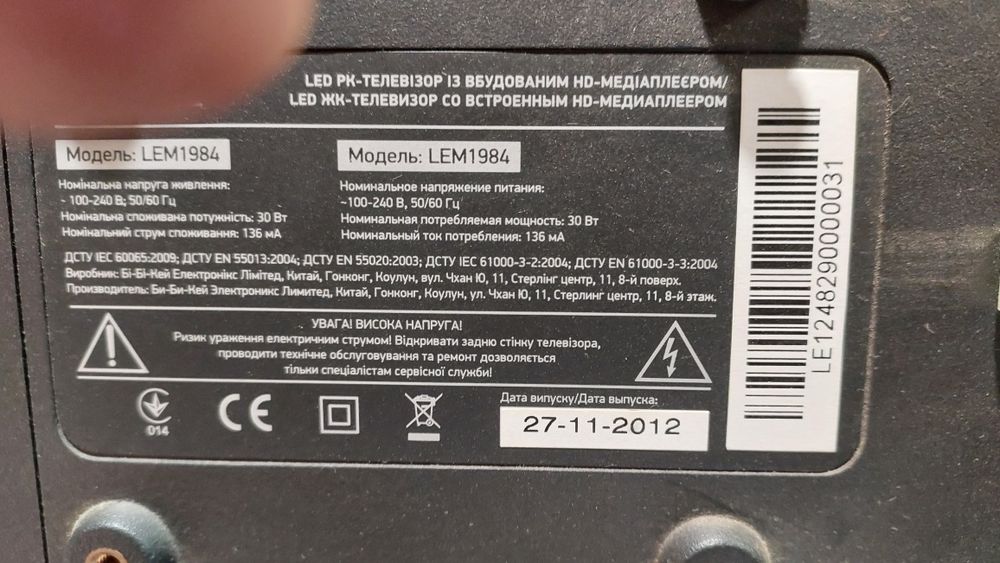 LED РК-ТЕЛЕВІЗОР ІЗ ВБУДОВАНИМ HD-МЕДІАПЛЕЄРОМ/
LED ЖК-ТЕЛЕВИЗОР СО ВСТРОЕННЫМ HD-МЕДИАПЛЕЕРОМ
Модель: LEM1984
Номінальна напруга живлення:
~ 100-240 В; 50/60 Гц
Номінальна споживана потужність: 30 Вт
Номінальний струм споживання: 136 мА
Модель: LEM1984
Номинальное напряжение питания:
~100-240 В, 50/60 Гц
Номинальная потребляемая мощность: 30 Вт
Номинальный ток потребления: 136 мА
ДСТУ IEC 60065:2009; ДСТУ EN 55013:2004; ДСТУ EN 55020:2003; ДСТУ IEC 61000-3-2:2004; ДСТУ EN 61000-3-3:2004
Виробник: Бі-Бі-Кей Електронікс Лімітед, Китай, Гонконг, Коулун, вул. Чхан Ю, 11, Стерлінг центр, 11, 8-й поверх.
Производитель: Би-Би-Кей Электроникс Лимитед, Китай, Гонконг, Коулун, ул. Чхан Ю, 11, Стерлинг центр, 11, 8-й этаж.
УВАГА! ВИСОКА НАПРУГА!
Ризик ураження електричним струмом! Відкривати задню стінку телевізора,
проводити технічне обслуговування та ремонт дозволяється
тільки спеціалістам сервісної служби!
014
CE
Дата випуску/Дата выпуска:
27-11-2012
LE124829000031